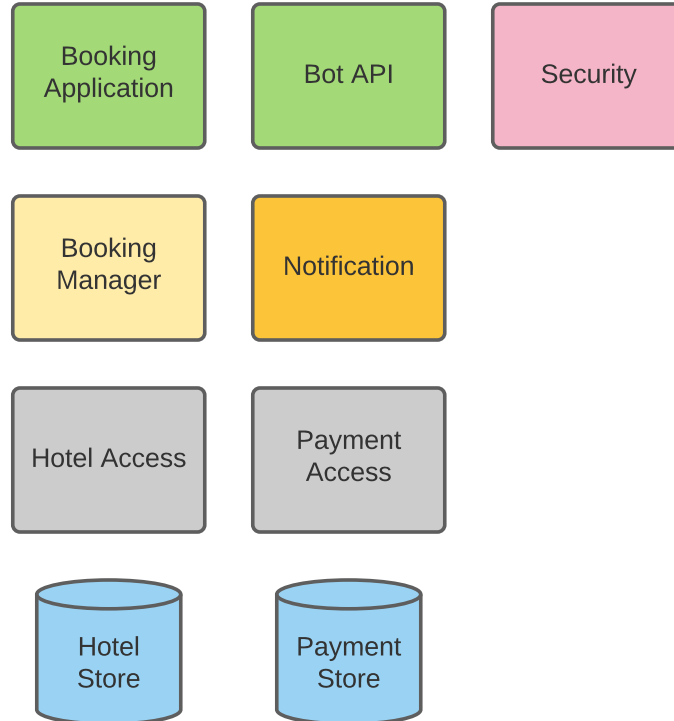 Booking
Application
Bot API
Security
Booking
Manager
Notification
Hotel Access
Payment
Access
Hotel
Store
Payment
Store